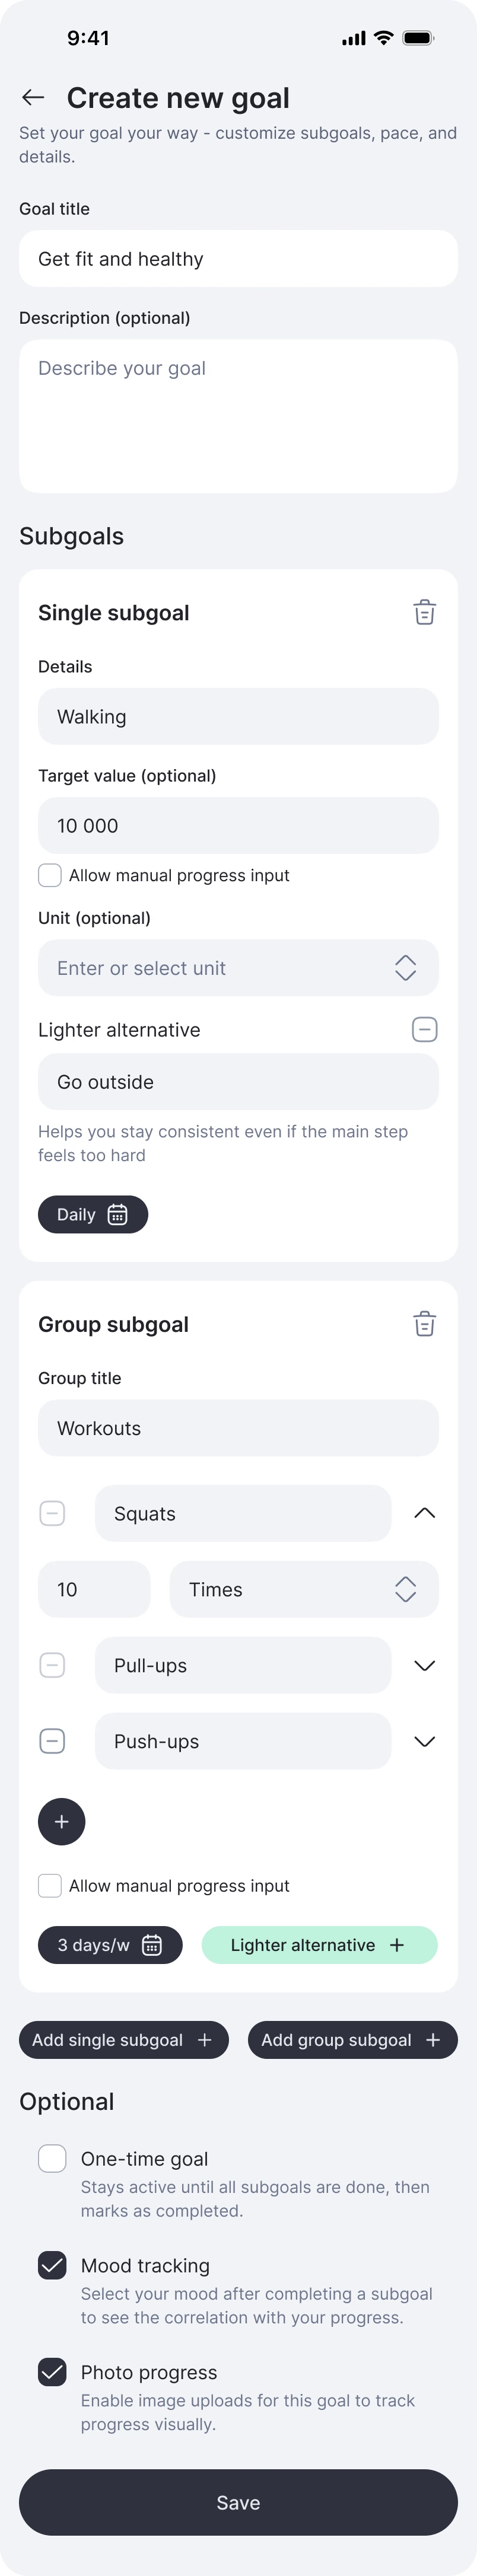 9:41
Create new goal
Set your goal your way - customize subgoals, pace, and
details.
Goal title
Get fit and healthy
Description (optional)
Describe your goal
Subgoals
Single subgoal
Details
Walking
Target value (optional)
10 000
Allow manual progress input
Unit (optional)
Enter or select unit
Lighter alternative
Go outside
Helps you stay consistent even if the main step
feels too hard
Daily
Group subgoal
Group title
Workouts
Squats
10 Times
Pull-ups
Push-ups
Allow manual progress input
3 days/w Lighter alternative +
Add single subgoal + Add group subgoal +
Optional
One-time goal
Stays active until all subgoals are done, then
marks as completed.
Mood tracking
Select your mood after completing a subgoal
to see the correlation with your progress.
Photo progress
Enable image uploads for this goal to track
progress visually.
Save